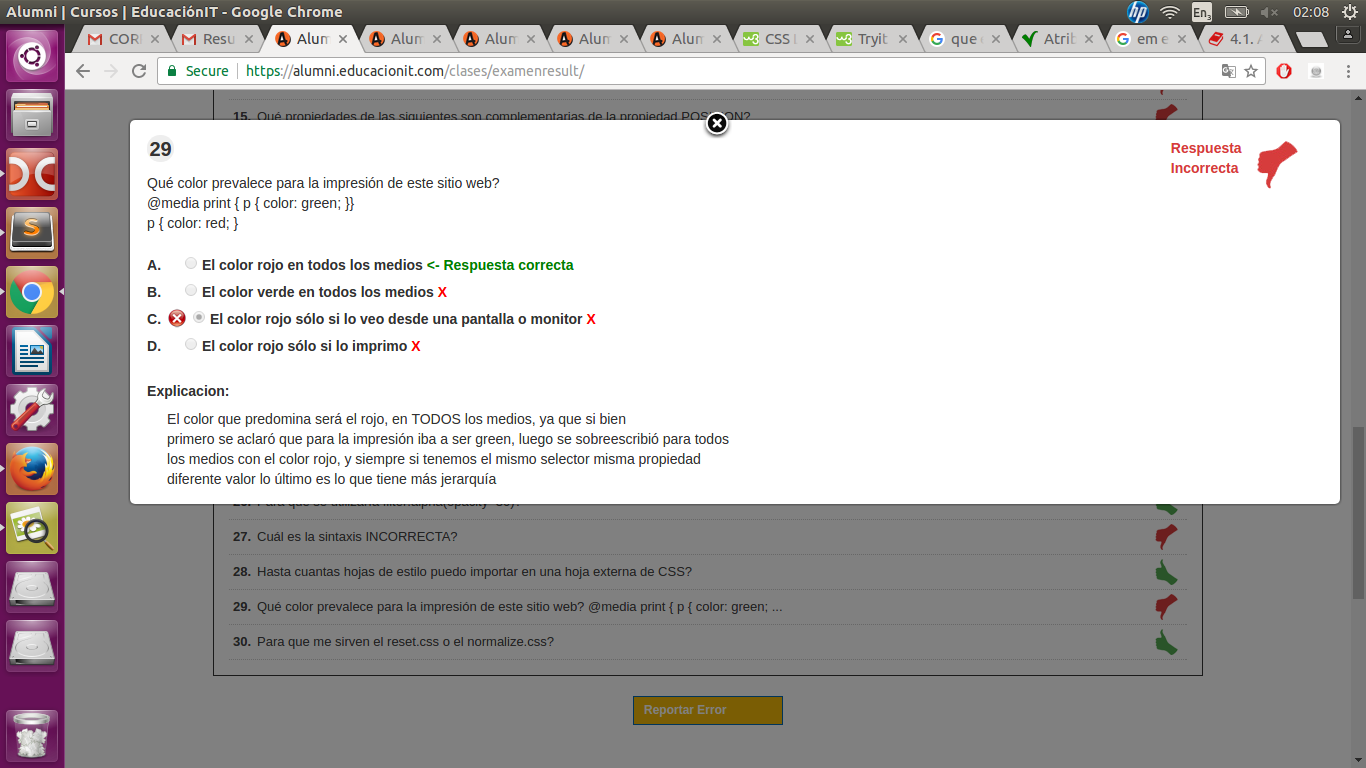 Alumni | Cursos | EducaciónIT - Google Chrome
En3
02:08
Alum
Alum
Alum
Alum
Alum
CSS
Tryit
que
Atrib
em e
4.1.
Secure
https://alumni.educacionit.com/clases/examenresult/
15. Qué propiedades de las siguientes son complementarias de la propiedad
29
Respuesta
Incorrecta
Qué color prevalece para la impresión de este sitio web?
@media print { p { color: green; }}
p { color: red; }
A. El color rojo en todos los medios <- Respuesta correcta
B. El color verde en todos los medios X
C. El color rojo sólo si lo veo desde una pantalla o monitor X
D. El color rojo sólo si lo imprimo X
Explicacion:
El color que predomina será el rojo, en TODOS los medios, ya que si bien
primero se aclaró que para la impresión iba a ser green, luego se sobreescribió para todos
los medios con el color rojo, y siempre si tenemos el mismo selector misma propiedad
diferente valor lo último es lo que tiene más jerarquía
27. Cuál es la sintaxis INCORRECTA?
28. Hasta cuantas hojas de estilo puedo importar en una hoja externa de CSS?
29. Qué color prevalece para la impresión de este sitio web? @media print { p { color: green; ...
30. Para que me sirven el reset.css o el normalize.css?
Reportar Error